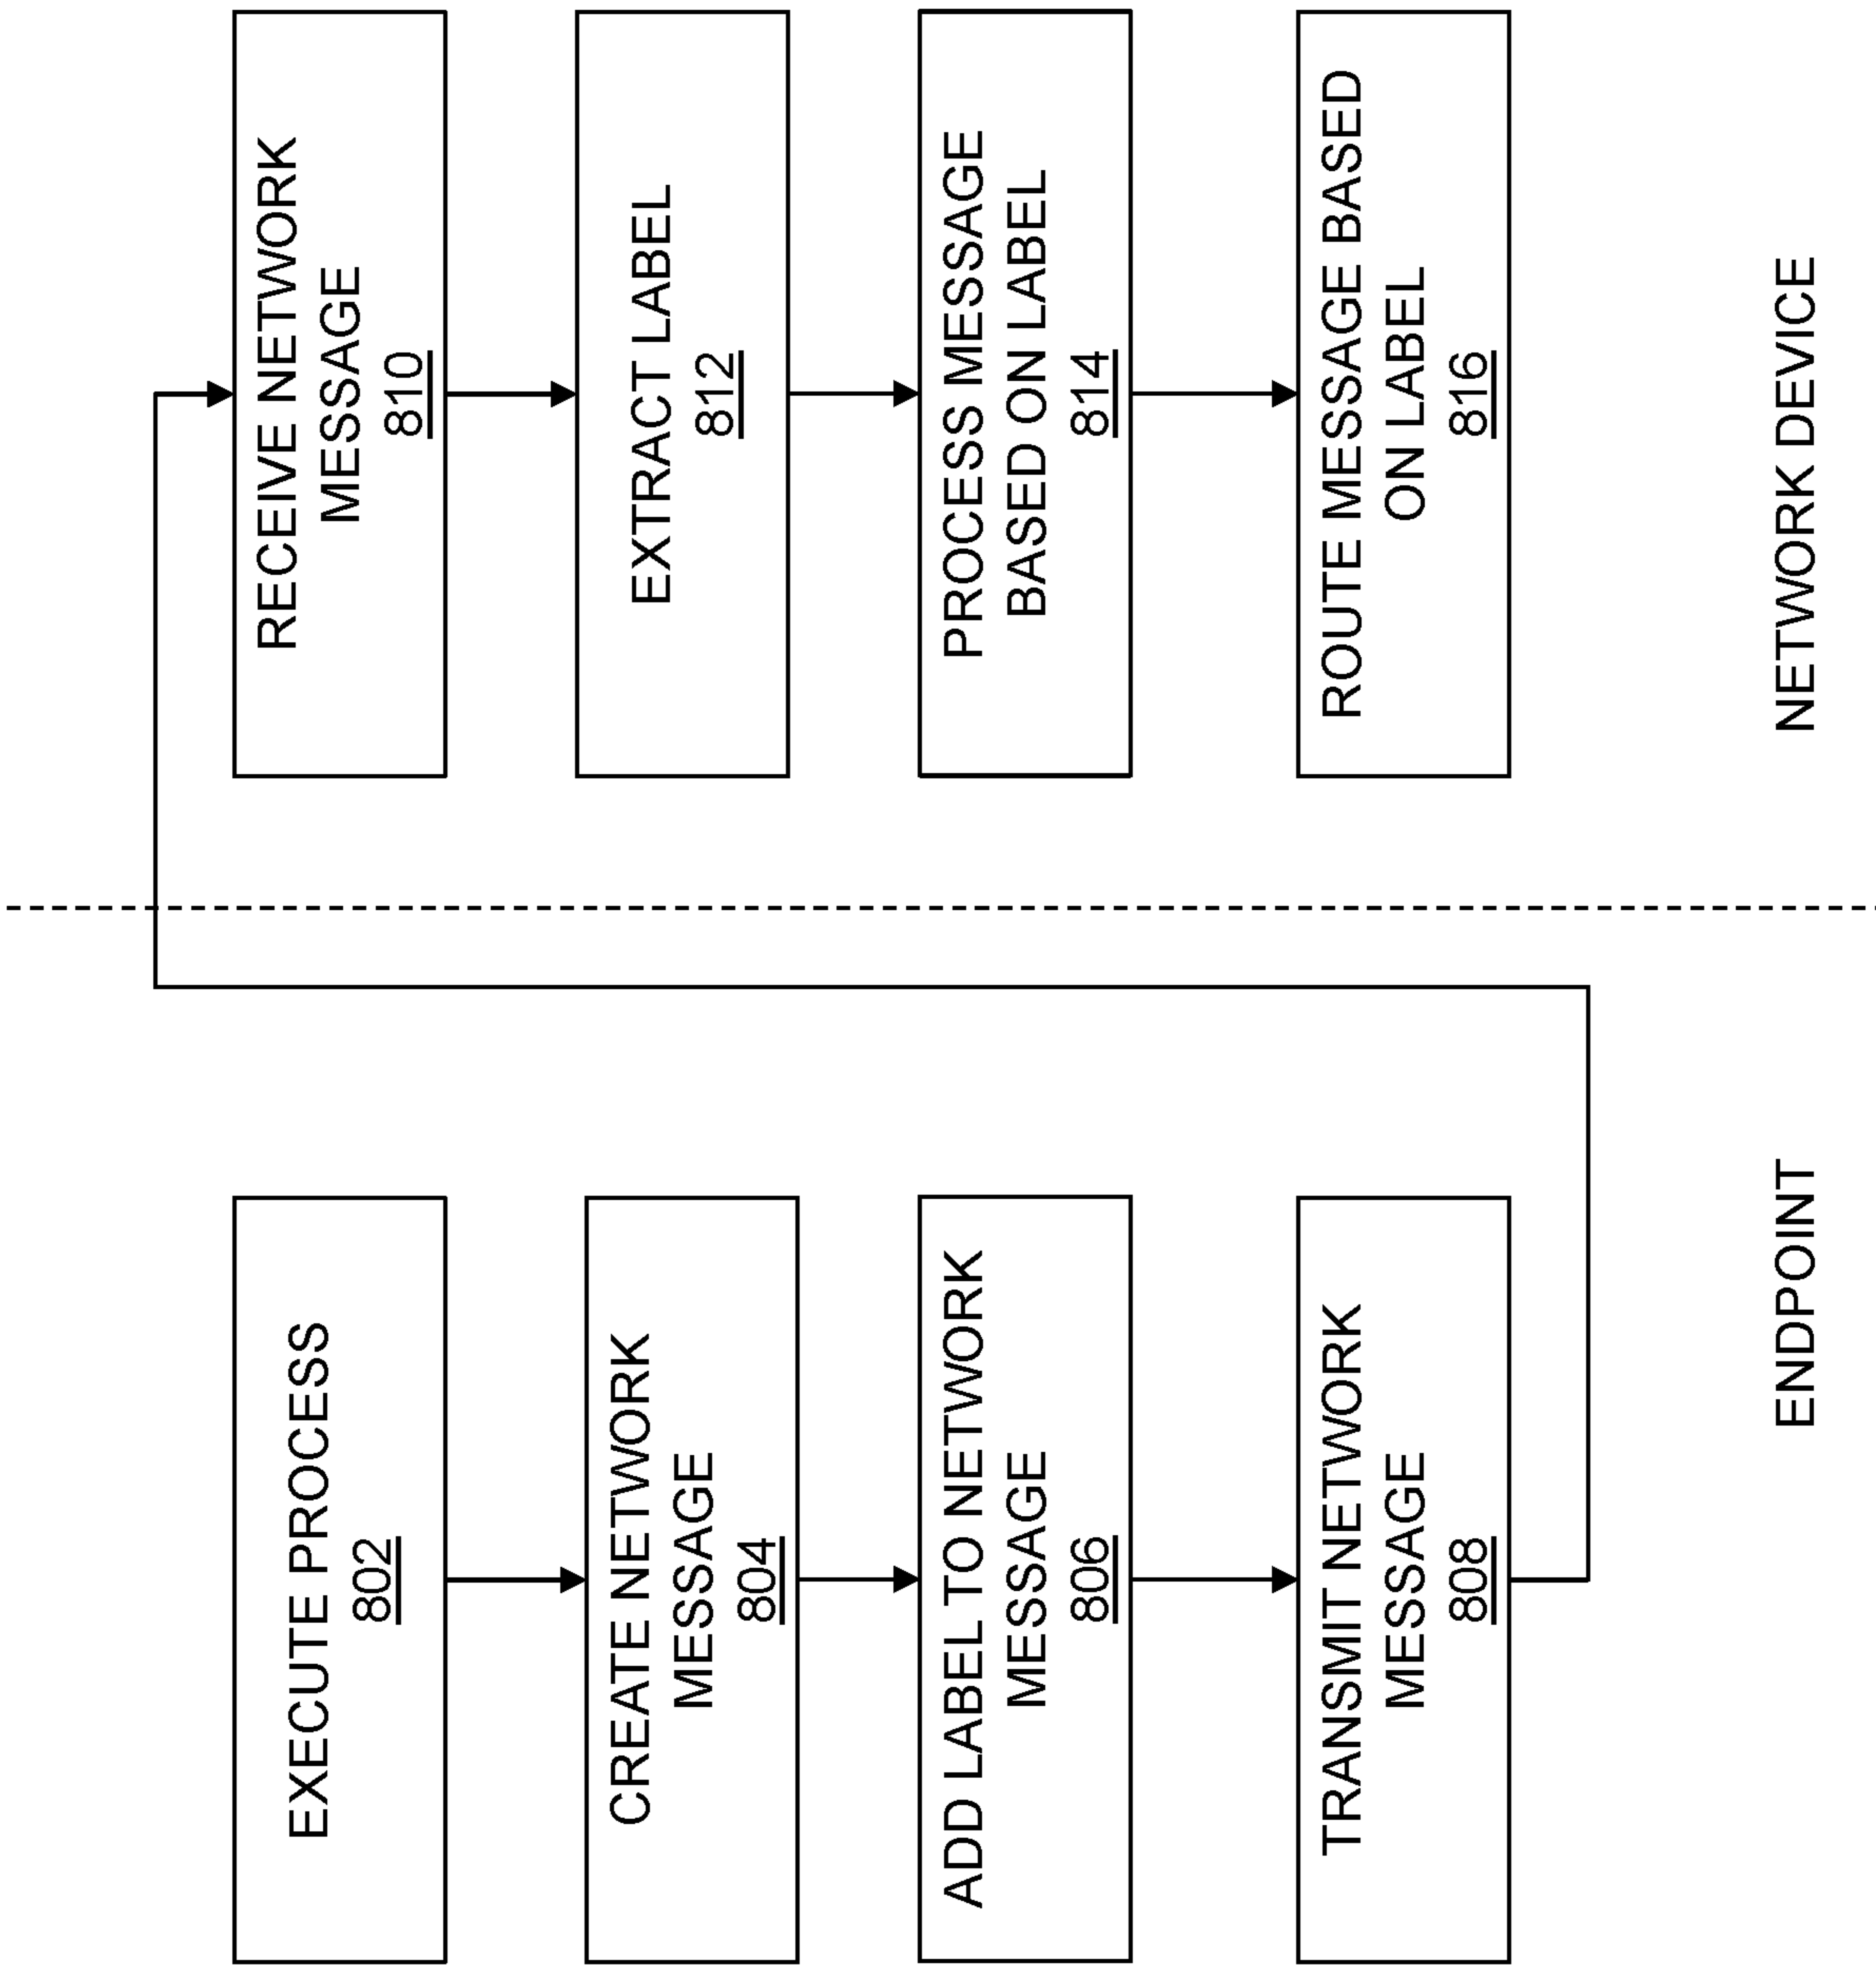 EXECUTE PROCESS
802
CREATE NETWORK
MESSAGE
804
ADD LABEL TO NETWORK
MESSAGE
806
TRANSMIT NETWORK
MESSAGE
808
ENDPOINT
RECEIVE NETWORK
MESSAGE
810
EXTRACT LABEL
812
PROCESS MESSAGE
BASED ON LABEL
814
ROUTE MESSAGE BASED
ON LABEL
816
NETWORK DEVICE